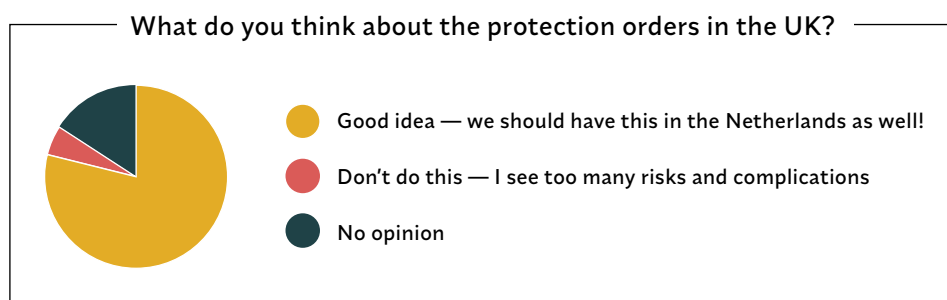 What do you think about the protection orders in the UK?
Good idea — we should have this in the Netherlands as well!
Don't do this — I see too many risks and complications
No opinion